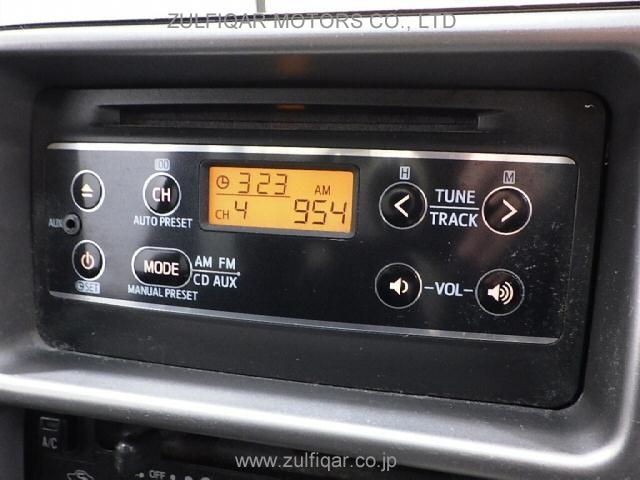 ZULFIQAR MOTORS CO., LTD
00
H
M
CH
3:23
AM
CH
4
954
TUNE
TRACK
AUX
AUTO PRESET
MODE
AM FM
CD AUX
VOL
SET
MANUAL PRESET
A/C
OFF
www.zulfiqar.co.jp